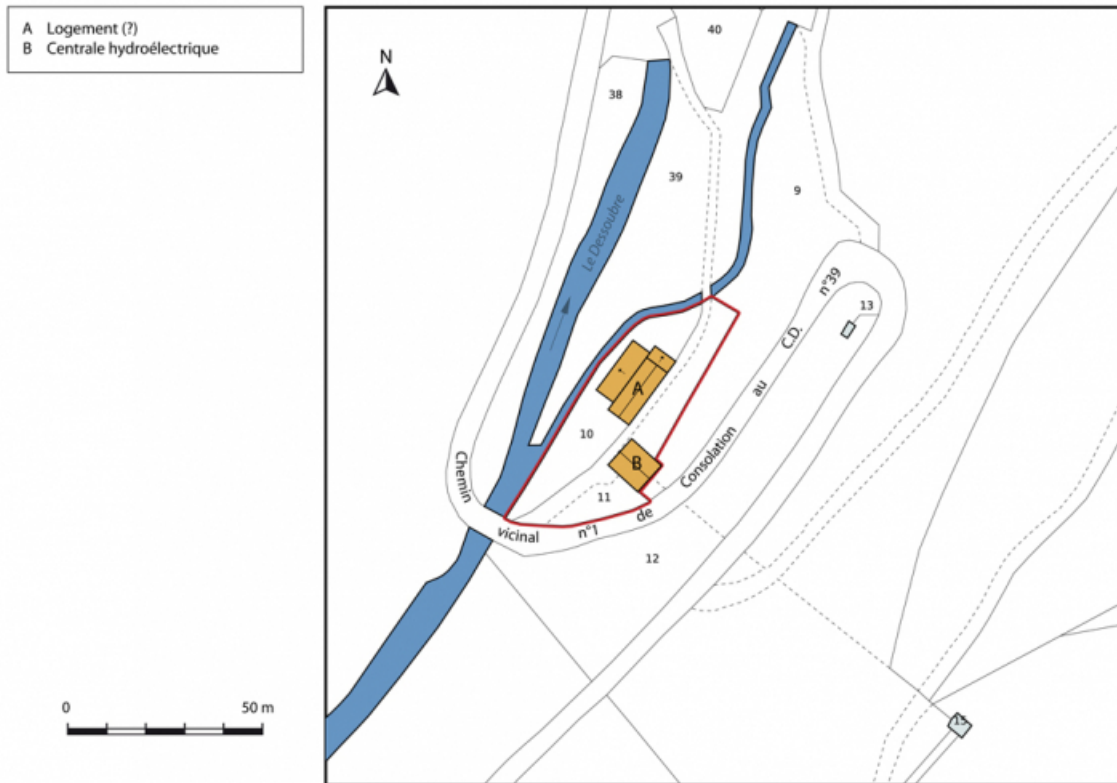 A Logement (?)
B Centrale hydroélectrique
N
40
38
39
9
Le Dessoubre
n°39
13
C.D.
au
A
10
Consolation
B
Chemin
11
de
vicinal
n°1
12
0 50 m
15